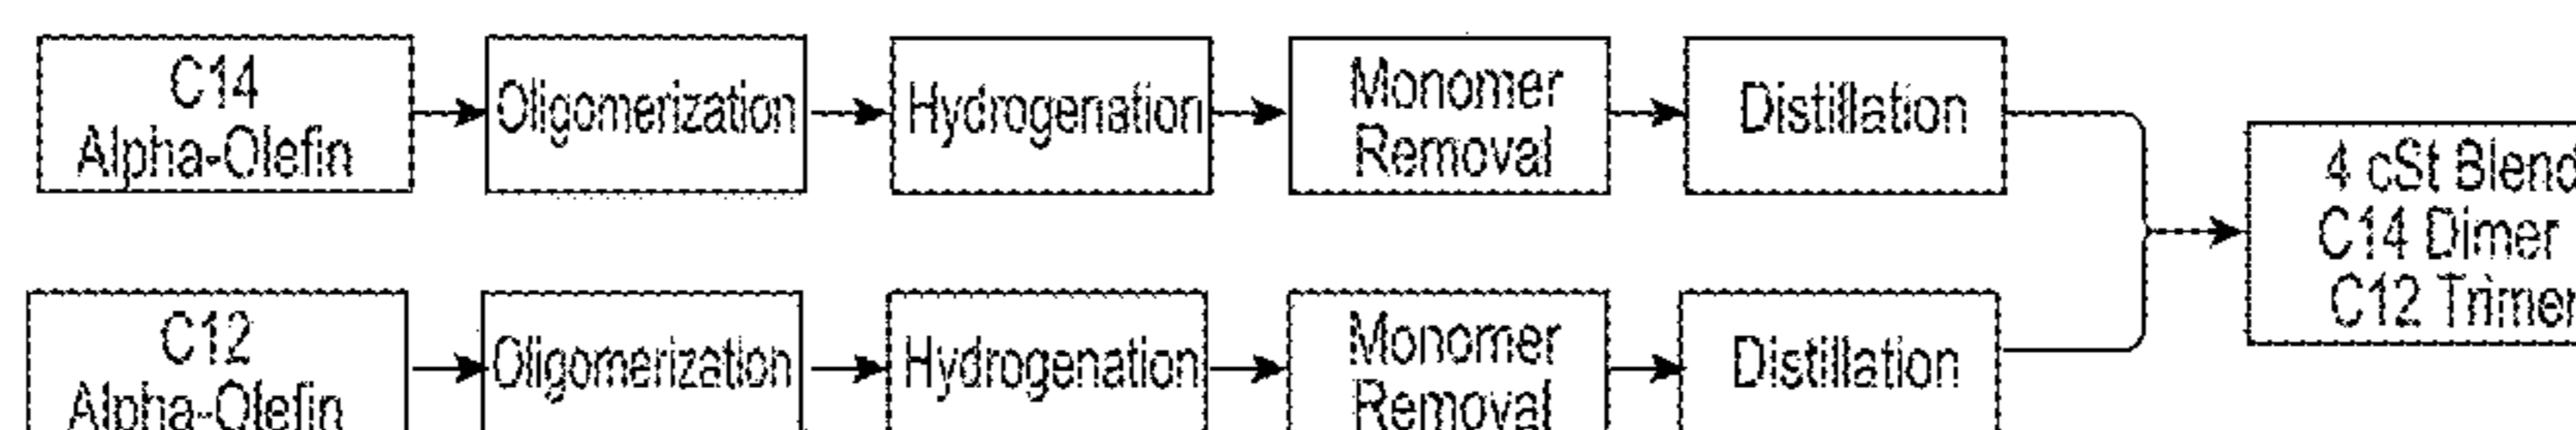 C14
Alpha-Olefin
Oligomerization
Hydrogenation
Monomer
Removal
Distillation
4 cSt Blend
C14 Dimer
C12 Trimer
C12
Alpha-Olefin
Oligomerization
Hydrogenation
Monomer
Removal
Distillation